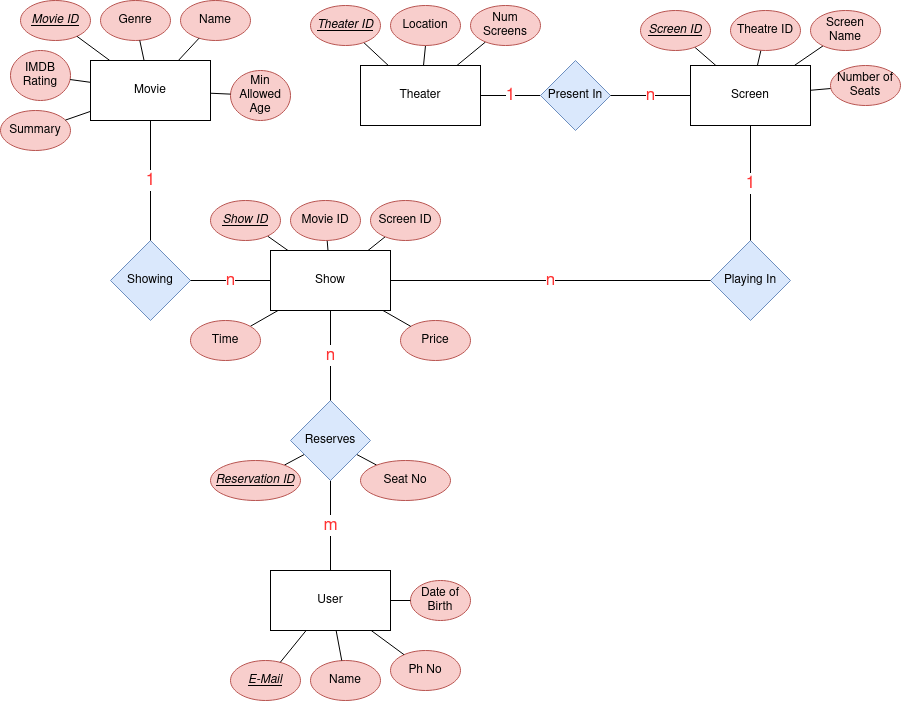 Movie ID
Genre
Name
Theater ID
Location
Num
Screens
Screen ID
Theatre ID
Screen
Name
IMDB
Rating
Movie
Min
Allowed
Age
Theater
1
Present In
n
Screen
Number of
Seats
Summary
1
1
Show ID
Movie ID
Screen ID
Showing
n
Show
n
Playing In
Time
Price
n
Reserves
Reservation ID
Seat No
m
User
Date of
Birth
E-Mail
Name
Ph No